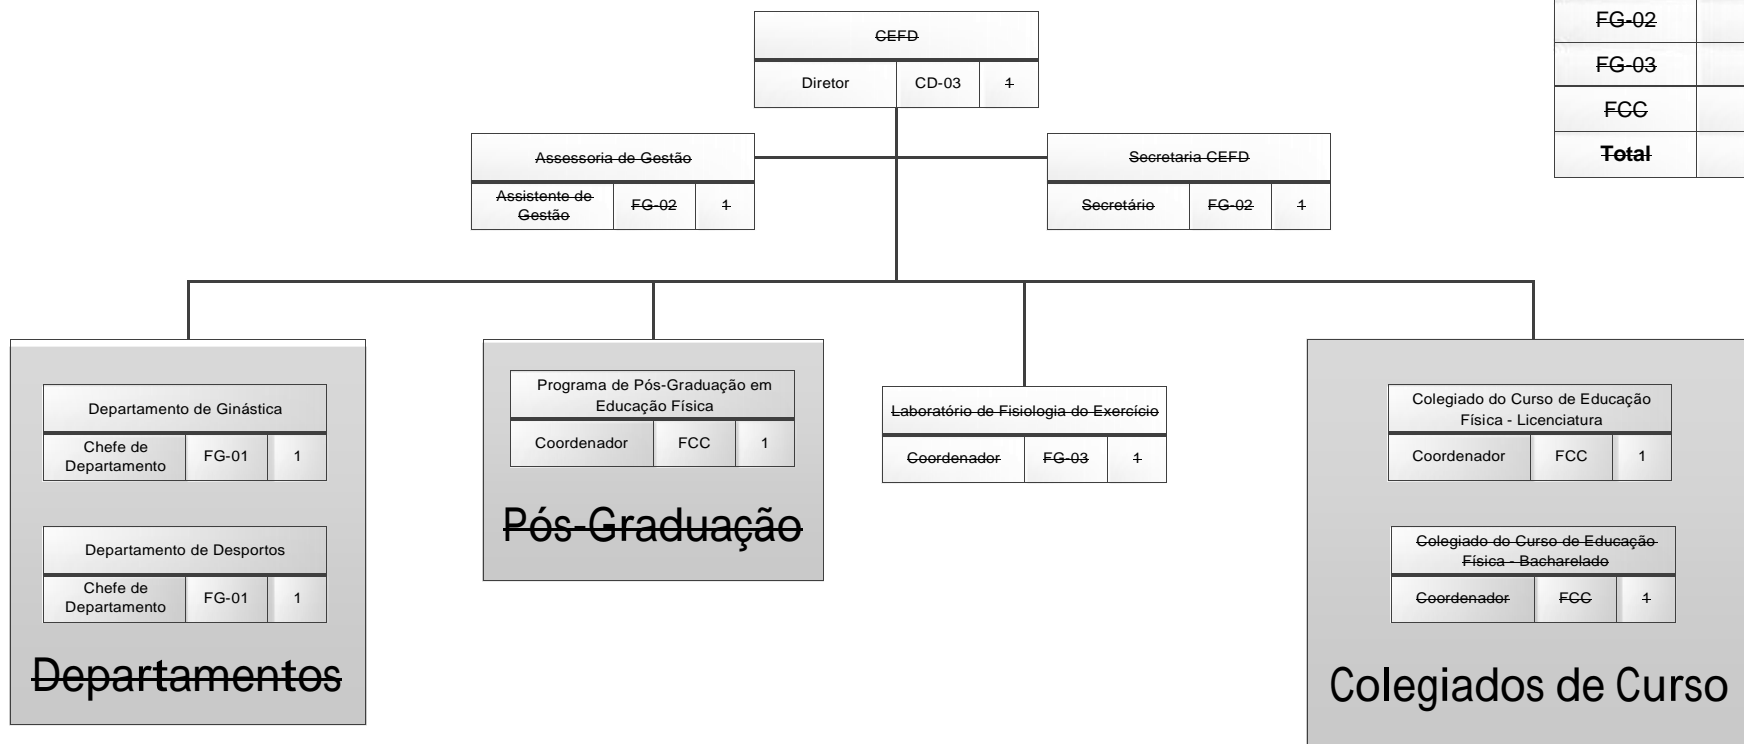 CEFD
Diretor CD-03 1
FG-02
FG-03
FCC
Total
Assessoria de Gestão
Assistente de
Gestão FG-02 1
Secretaria CEFD
Secretário FG-02 1
Departamento de Ginástica
Chefe de
Departamento FG-01 1
Departamento de Desportos
Chefe de
Departamento FG-01 1
Departamentos
Programa de Pós-Graduação em
Educação Física
Coordenador FCC 1
Pós-Graduação
Laboratório de Fisiologia do Exercício
Coordenador FG-03 1
Colegiado do Curso de Educação
Física - Licenciatura
Coordenador FCC 1
Colegiado do Curso de Educação
Física - Bacharelado
Coordenador FCC 1
Colegiados de Curso